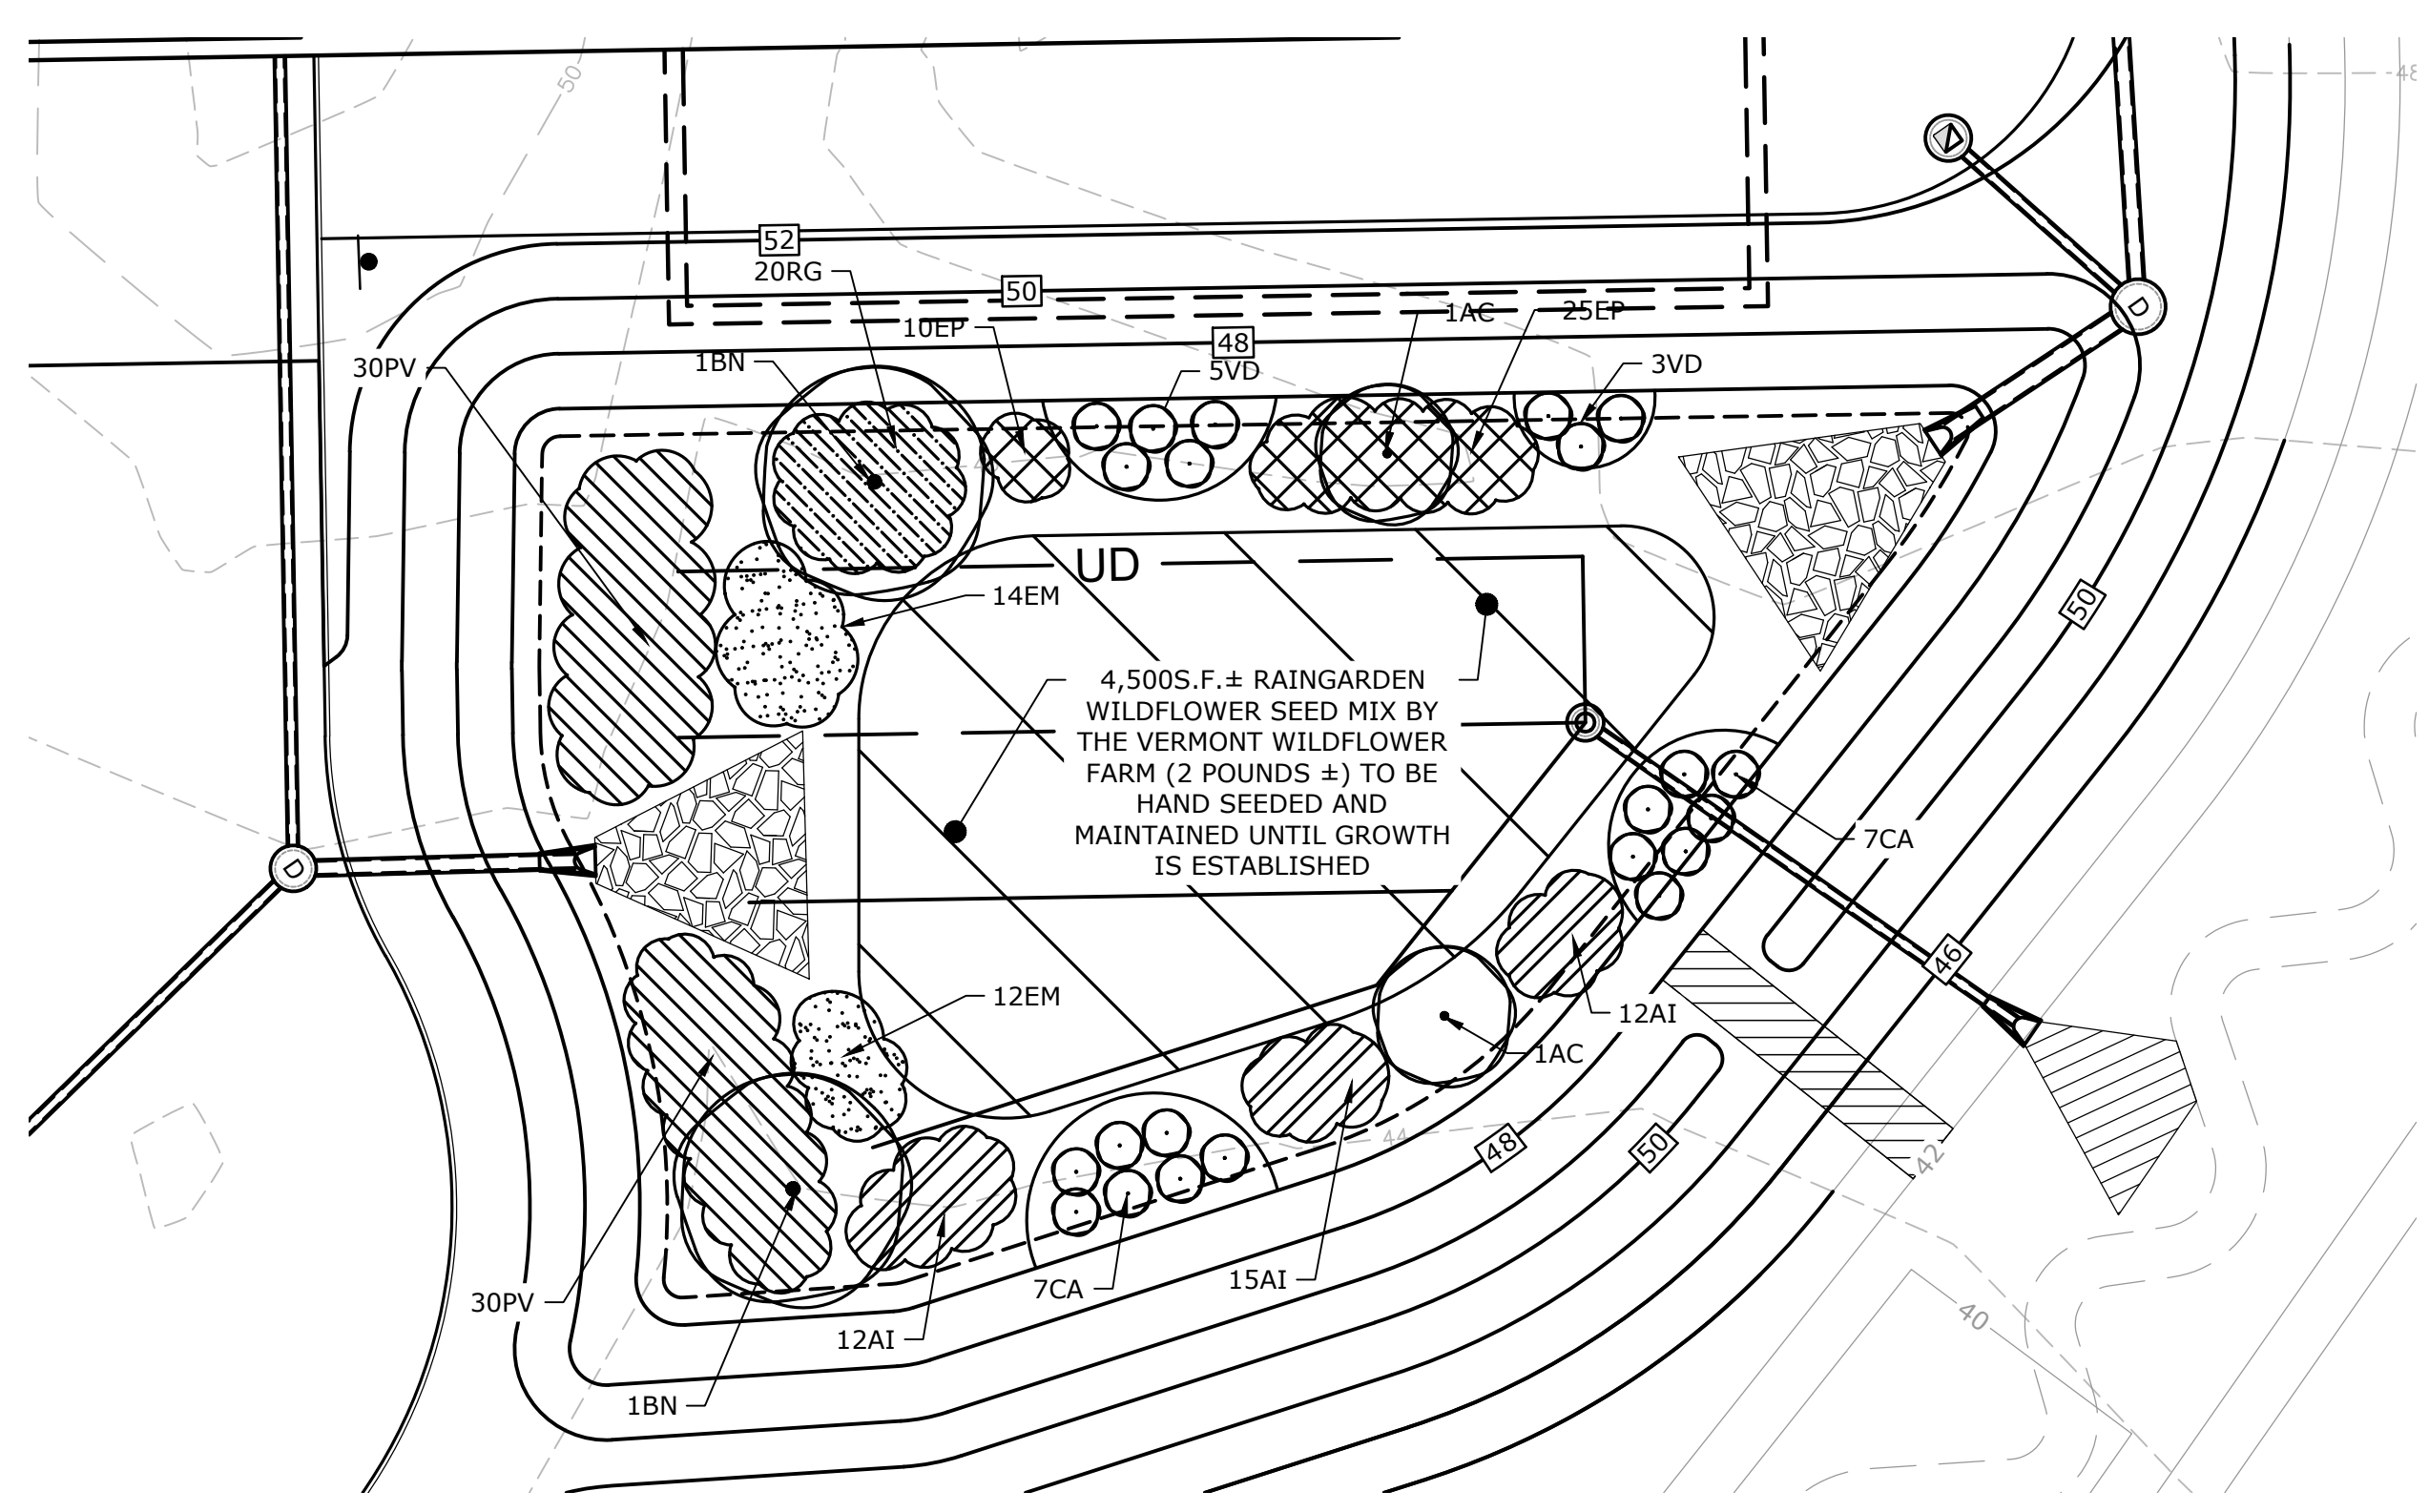 50
48
52
20RG
50
10EP
1AC
25EP
48
1BN
5VD
3VD
30PV
D
UD
14EM
50
4,500S.F.± RAINGARDEN
WILDFLOWER SEED MIX BY
THE VERMONT WILDFLOWER
FARM (2 POUNDS ±) TO BE
HAND SEEDED AND
MAINTAINED UNTIL GROWTH
IS ESTABLISHED
7CA
D
46
12EM
12AI
1AC
44
48
50
42
15AI
7CA
30PV
40
12AI
1BN